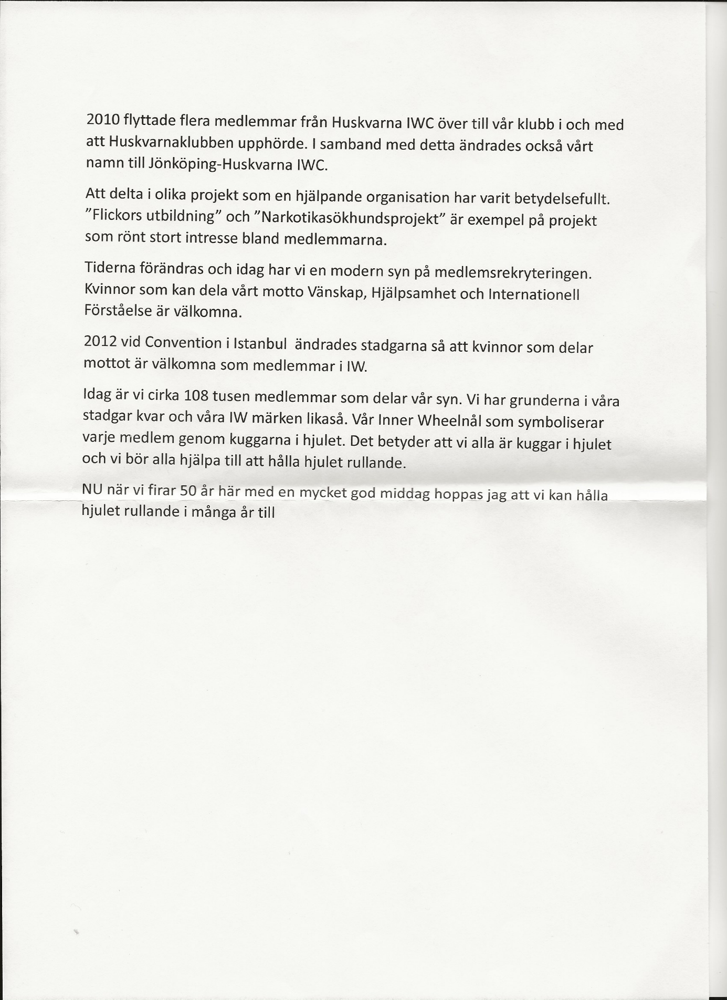 2010 flyttade flera medlemmar från Huskvarna IWC över till vår klubb i och med
att Huskvarnaklubben upphörde. I samband med detta ändrades också vårt
namn till Jönköping-Huskvarna IWC.
Att delta i olika projekt som en hjälpande organisation har varit betydelsefullt.
”Flickors utbildning” och ”Narkotikasökhundsprojekt” är exempel på projekt
som rönt stort intresse bland medlemmarna.
Tiderna förändras och idag har vi en modern syn på medlemsrekryteringen.
Kvinnor som kan dela vårt motto Vänskap, Hjälpsamhet och Internationell
Förståelse är välkomna.
2012 vid Convention i Istanbul  ändrades stadgarna så att kvinnor som delar
mottot är välkomna som medlemmar i IW.
Idag är vi cirka 108 tusen medlemmar som delar vår syn. Vi har grunderna i våra
stadgar kvar och våra IW märken likaså. Vår Inner Wheelnål som symboliserar
varje medlem genom kuggarna i hjulet. Det betyder att vi alla är kuggar i hjulet
och vi bör alla hjälpa till att hålla hjulet rullande.
NU när vi firar 50 år här med en mycket god middag hoppas jag att vi kan hålla
hjulet rullande i många år till